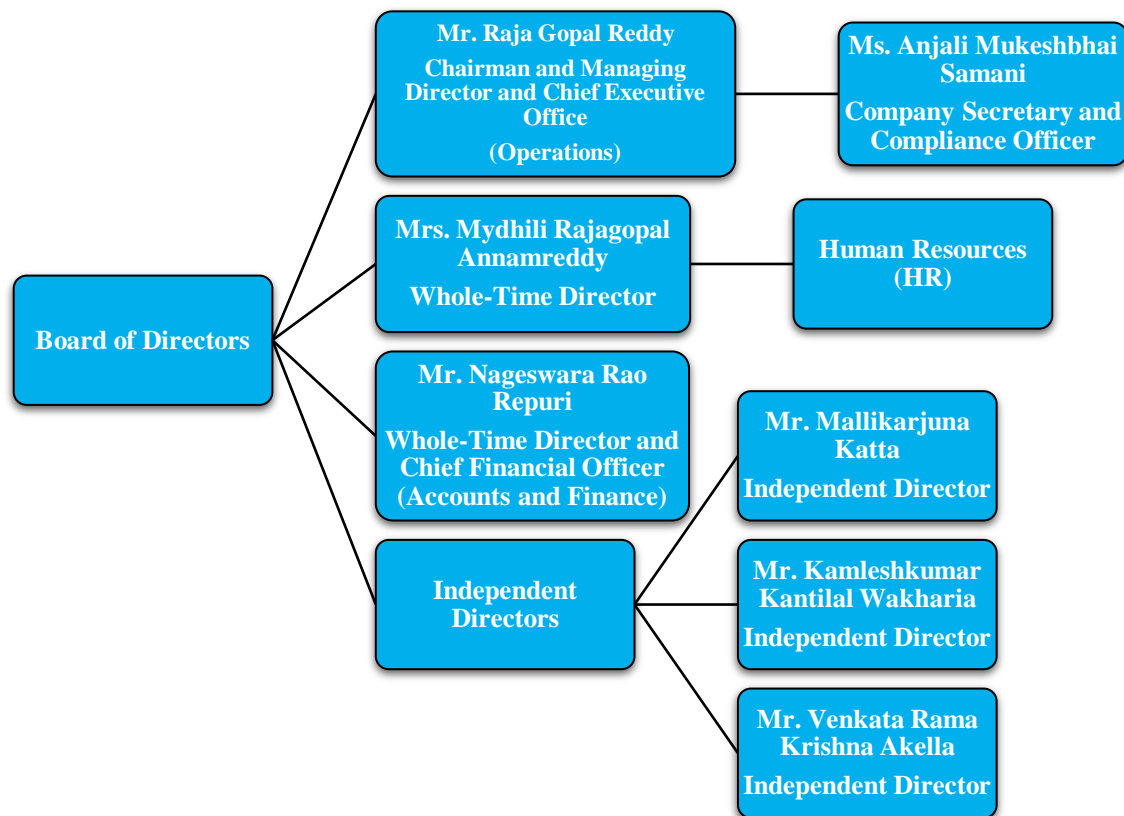 Mr. Raja Gopal Reddy
Chairman and Managing
Director and Chief Executive
Office
(Operations)
Ms. Anjali Mukeshbhai
Samani
Company Secretary and
Compliance Officer
Mrs. Mydhili Rajagopal
Annamreddy
Whole-Time Director
Human Resources
(HR)
Board of Directors
Mr. Nageswara Rao
Repuri
Whole-Time Director and
Chief Financial Officer
(Accounts and Finance)
Independent
Directors
Mr. Mallikarjuna
Katta
Independent Director
Mr. Kamleshkumar
Kantilal Wakharia
Independent Director
Mr. Venkata Rama
Krishna Akella
Independent Director